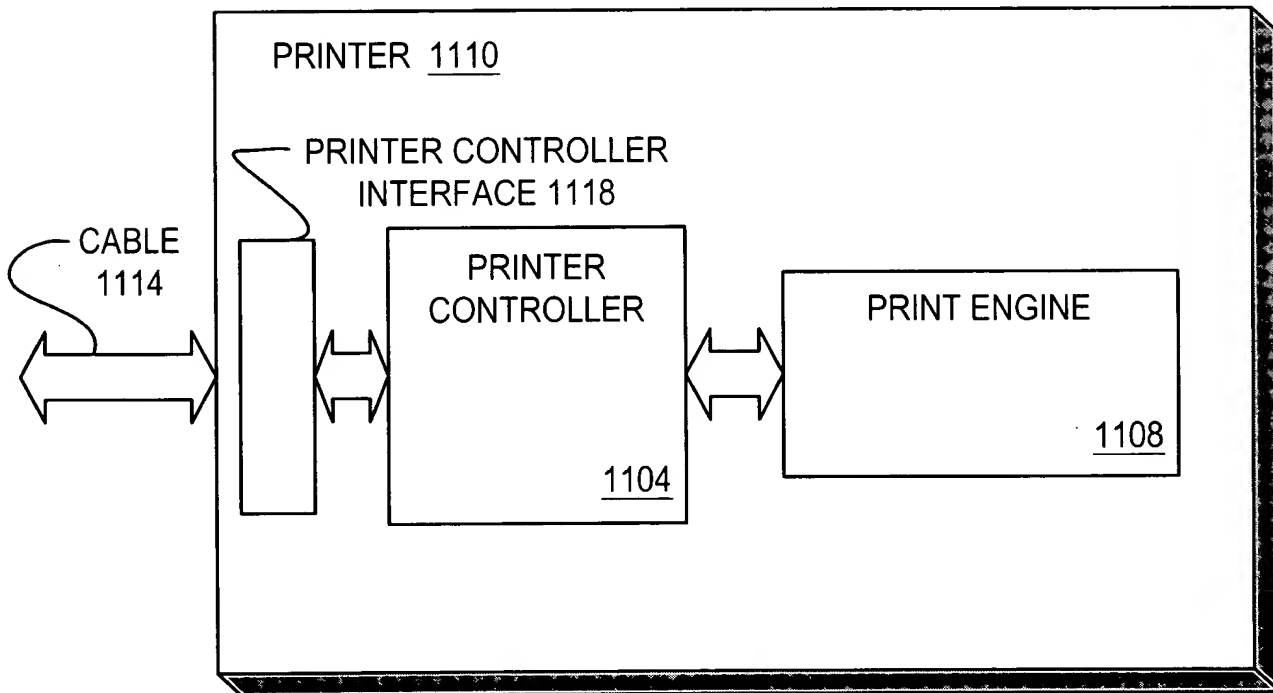 PRINTER 1110
PRINTER CONTROLLER
INTERFACE 1118
CABLE
1114
PRINTER
CONTROLLER
1104
PRINT ENGINE
1108